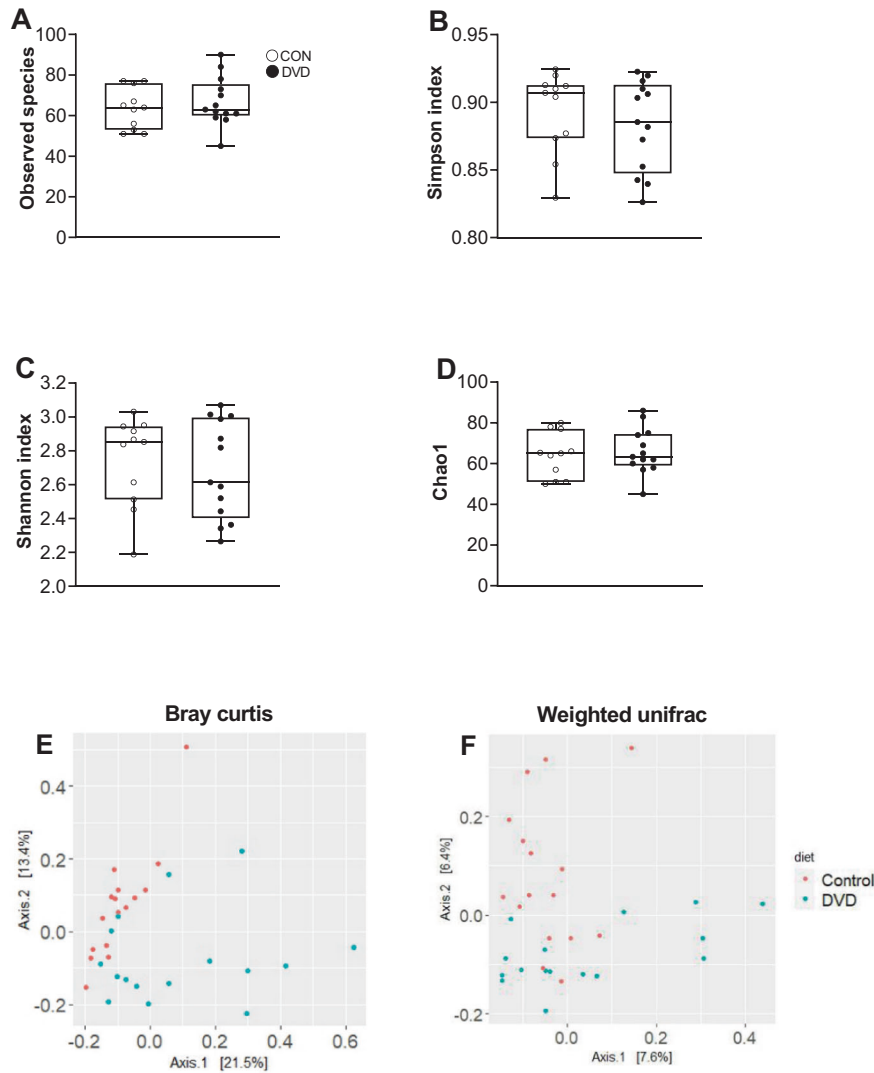 A
B
Observed species
100
80
60
40
20
0
CON
DVD
Simpson index
0.95
0.90
0.85
0.80
C
D
Shannon index
3.2
3.0
2.8
2.6
2.4
2.2
2.0
Chao1
100
80
60
40
20
0
Bray curtis
Weighted unifrac
E
F
Axis.2 [13.4%]
0.4
0.2
0.0
-0.2
-0.2 0.0 0.2 0.4 0.6
Axis.1 [21.5%]
Axis.2 [6.4%]
0.2
0.0
-0.2
0.0 0.2 0.4
Axis.1 [7.6%]
diet
Control
DVD